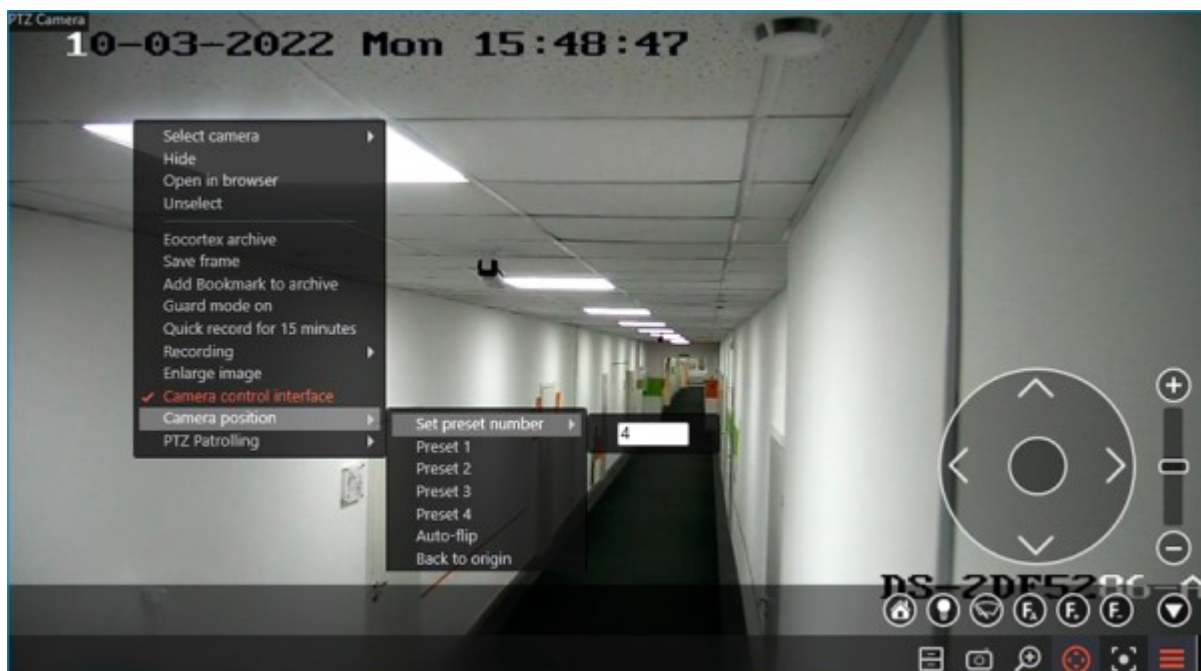 PTZ Camera
10-03-2022 Mon 15:48:47
Select camera
Hide
Open in browser
Unselect
Eocortex archive
Save frame
Add Bookmark to archive
Guard mode on
Quick record for 15 minutes
Recording
Enlarge image
Camera control interface
Camera position
PTZ Patrolling
Set preset number
4
Preset 1
Preset 2
Preset 3
Preset 4
Auto-flip
Back to origin
DS-2DF5286-A
FA F+ F-